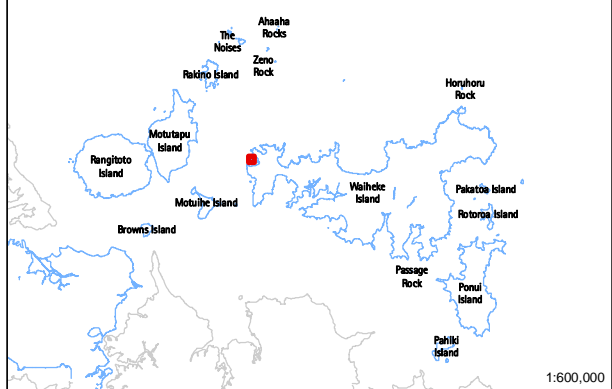 Ahaaha
Rocks
The
Noises
Zeno
Rock
Rakino Island
Horuhoru
Rock
Motutapu
Island
Rangitoto
Island
Waiheke
Island
Pakatoa Island
Motuihe Island
Rotoroa Island
Browns Island
Passage
Rock
Ponui
Island
Pahiki
Island
1:600,000